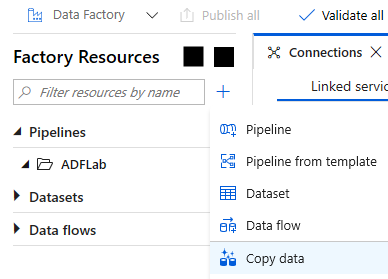 Data Factory
Publish all
Validate all
Factory Resources
Connections
Linked servic
Filter resources by name
Pipelines
ADFLab
Datasets
Data flows
Pipeline
Pipeline from template
Dataset
Data flow
Copy data